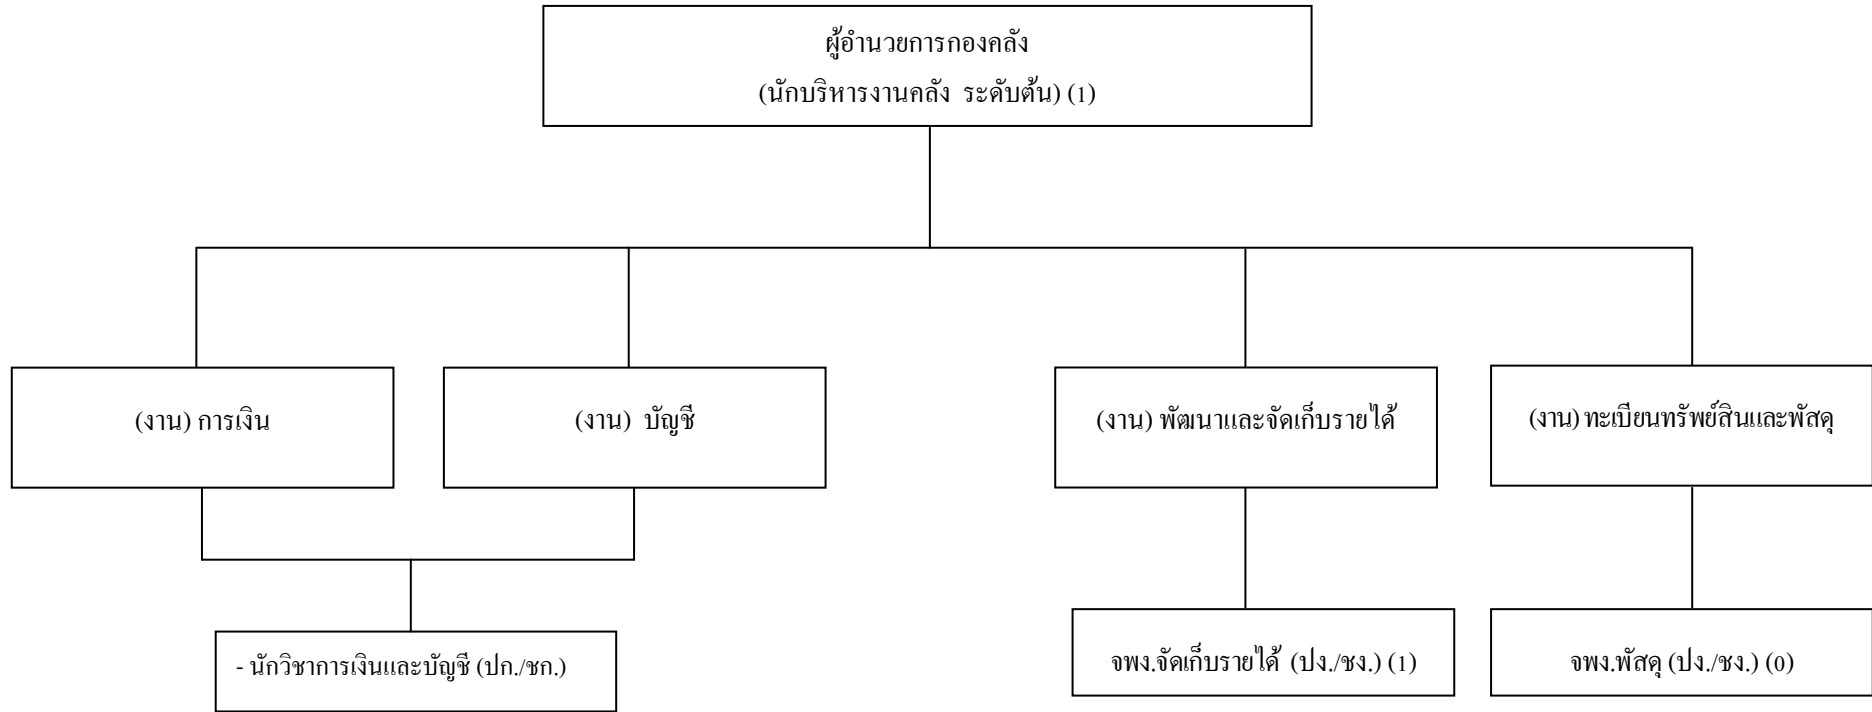 ผู้อำนวยการกองคลัง
(นักบริหารงานคลัง ระดับต้น) (1)
(งาน) การเงิน
(งาน) บัญชี
(งาน) พัฒนาและจัดเก็บรายได้
(งาน) ทะเบียนทรัพย์สินและพัสดุ
- นักวิชาการเงินและบัญชี (ปก./ชก.)
จพง.จัดเก็บรายได้ (ปง./ชง.) (1)
จพง.พัสดุ (ปง./ชง.) (0)